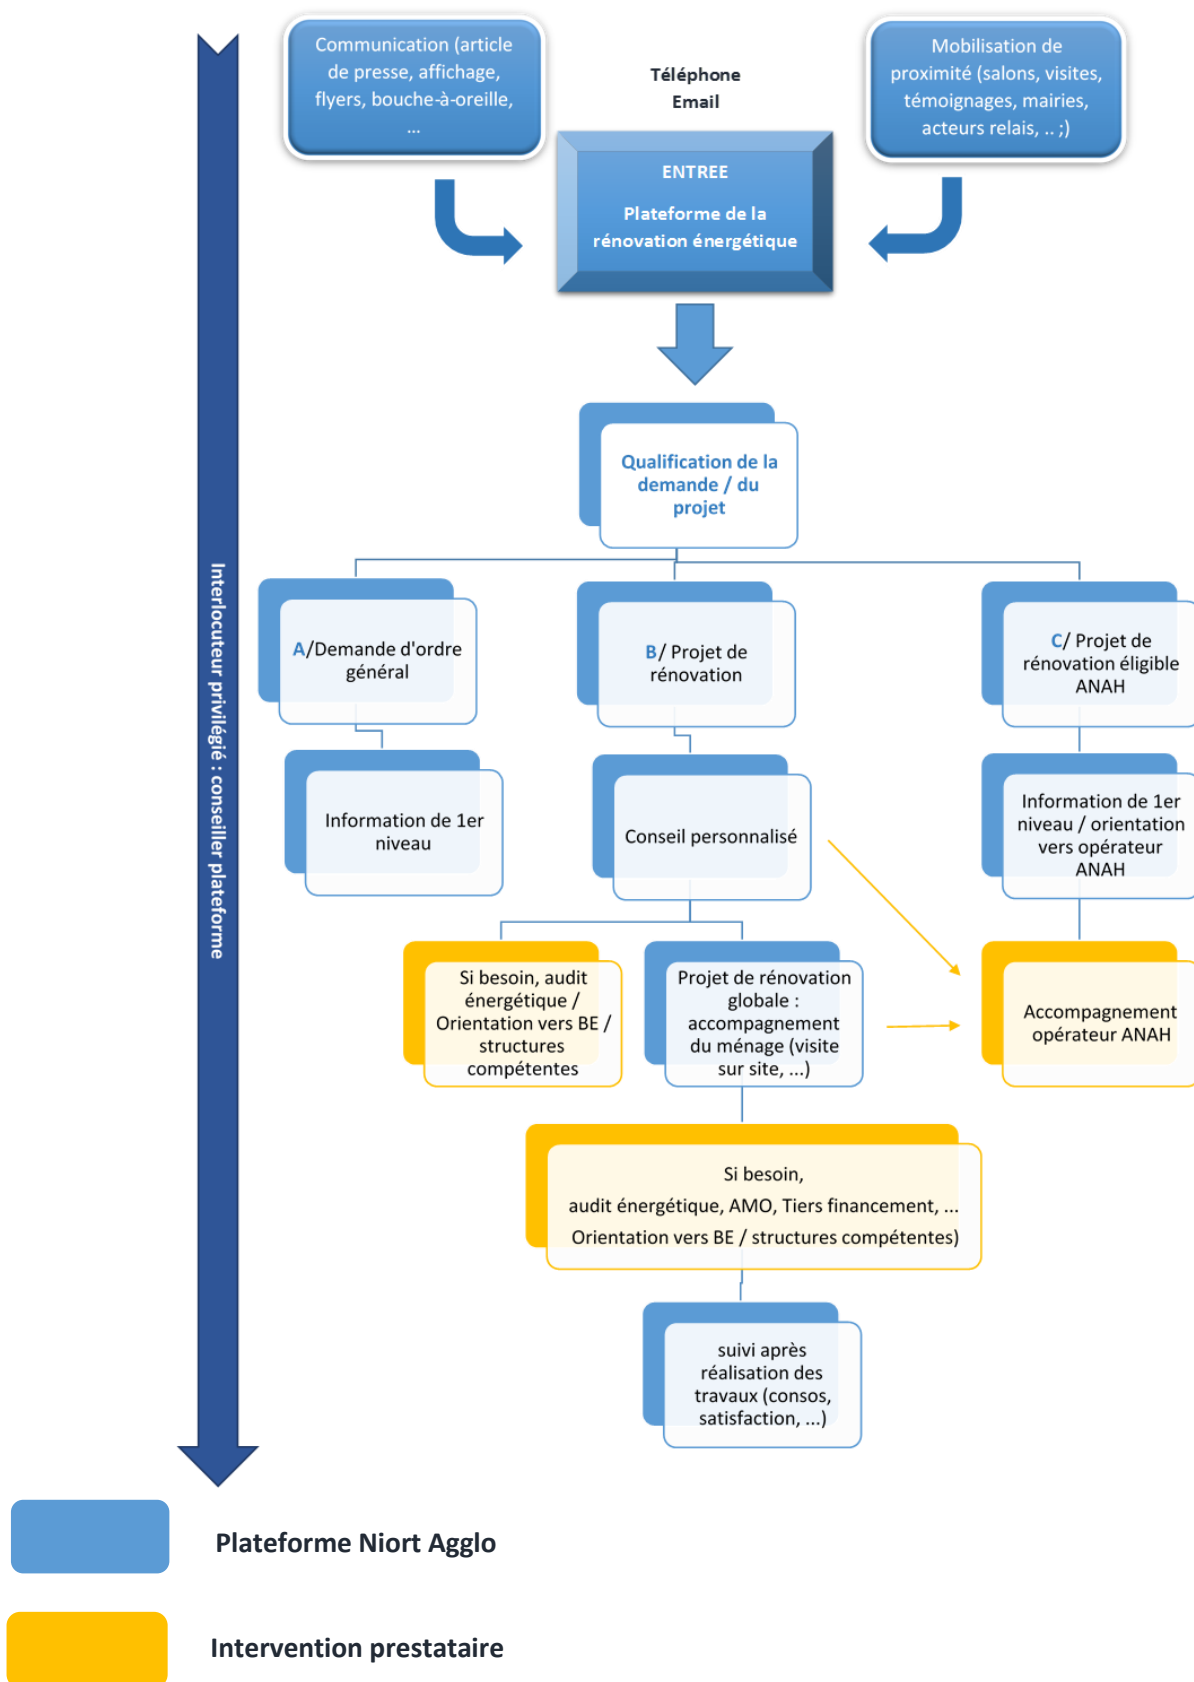 Communication (article
de presse, affichage,
flyers, bouche-à-oreille,
...
Téléphone
Email
Mobilisation de
proximité (salons, visites,
témoignages, mairies,
acteurs relais, .. ;)
ENTREE
Plateforme de la
rénovation énergétique
Interlocuteur privilégié : conseiller plateforme
Qualification de la
demande / du
projet
A/Demande d'ordre
général
B/ Projet de
rénovation
C/ Projet de
rénovation éligible
ANAH
Information de 1er
niveau
Conseil personnalisé
Information de 1er
niveau / orientation
vers opérateur
ANAH
Si besoin, audit
énergétique /
Orientation vers BE /
structures
compétentes
Projet de rénovation
globale :
accompagnement
du ménage (visite
sur site, ...)
Accompagnement
opérateur ANAH
Si besoin,
audit énergétique, AMO, Tiers financement, ...
Orientation vers BE / structures compétentes)
suivi après
réalisation des
travaux (consos,
satisfaction, ...)
Plateforme Niort Agglo
Intervention prestataire